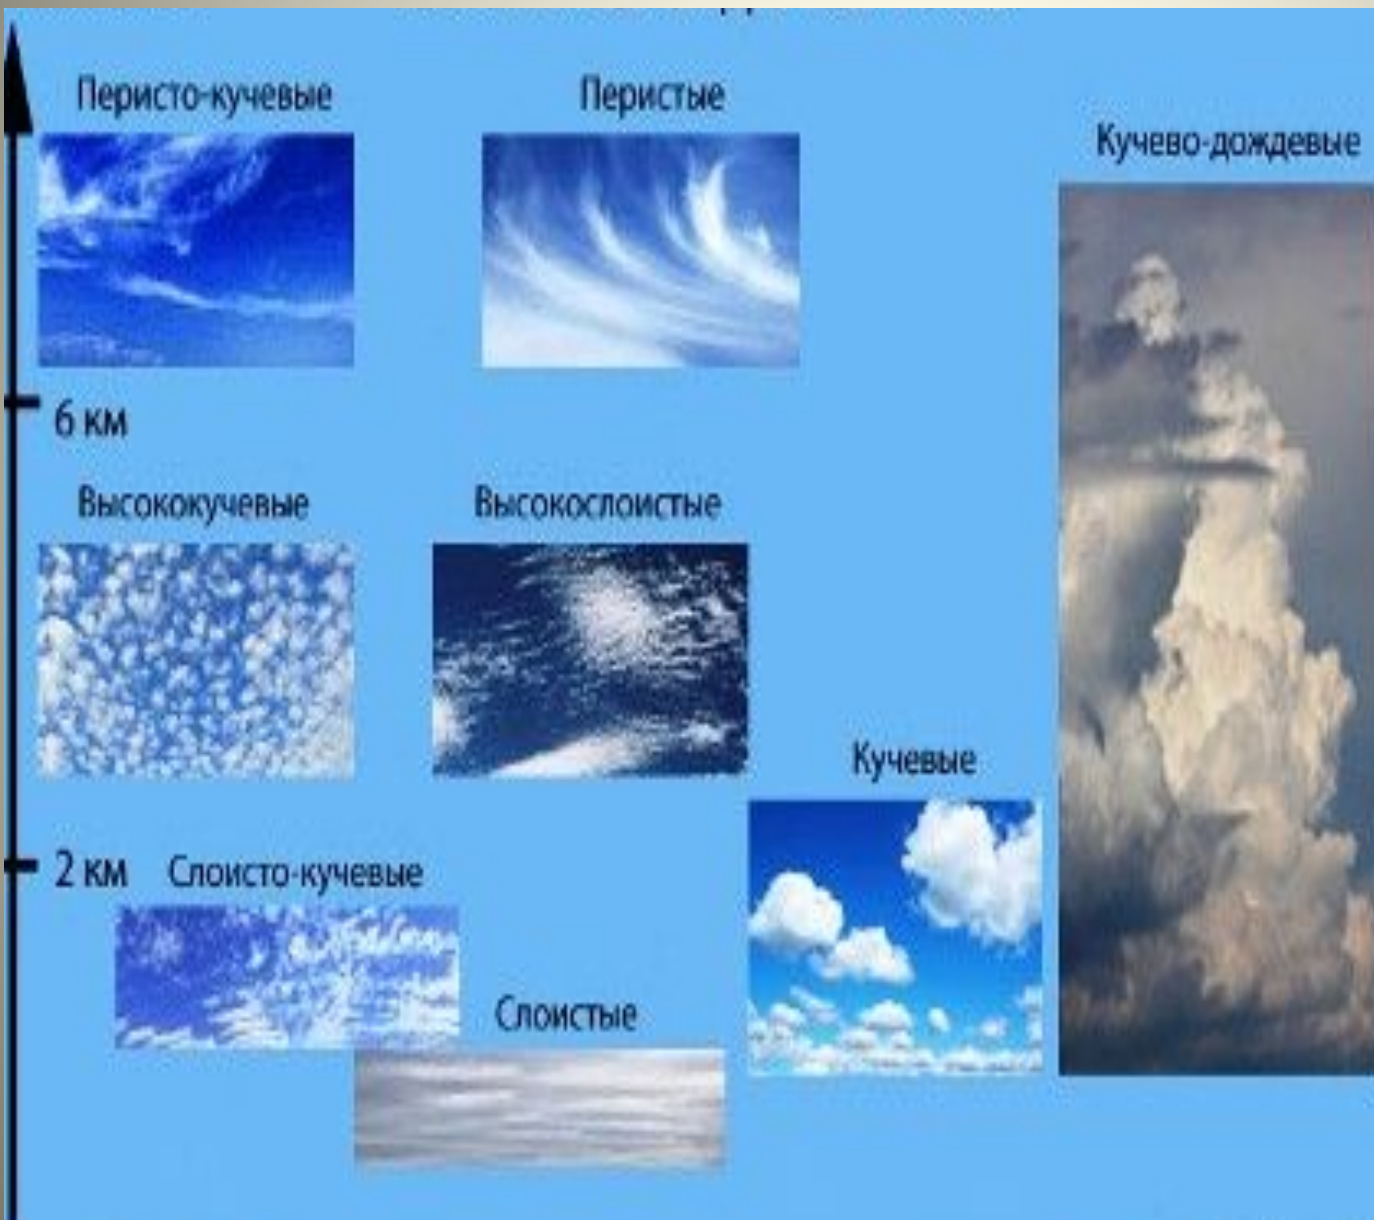 Перисто-кучевые
Перистые
Кучево-дождевые
6 км
Высококучевые
Высокослоистые
Кучевые
2 км
Слоисто-кучевые
Слоистые